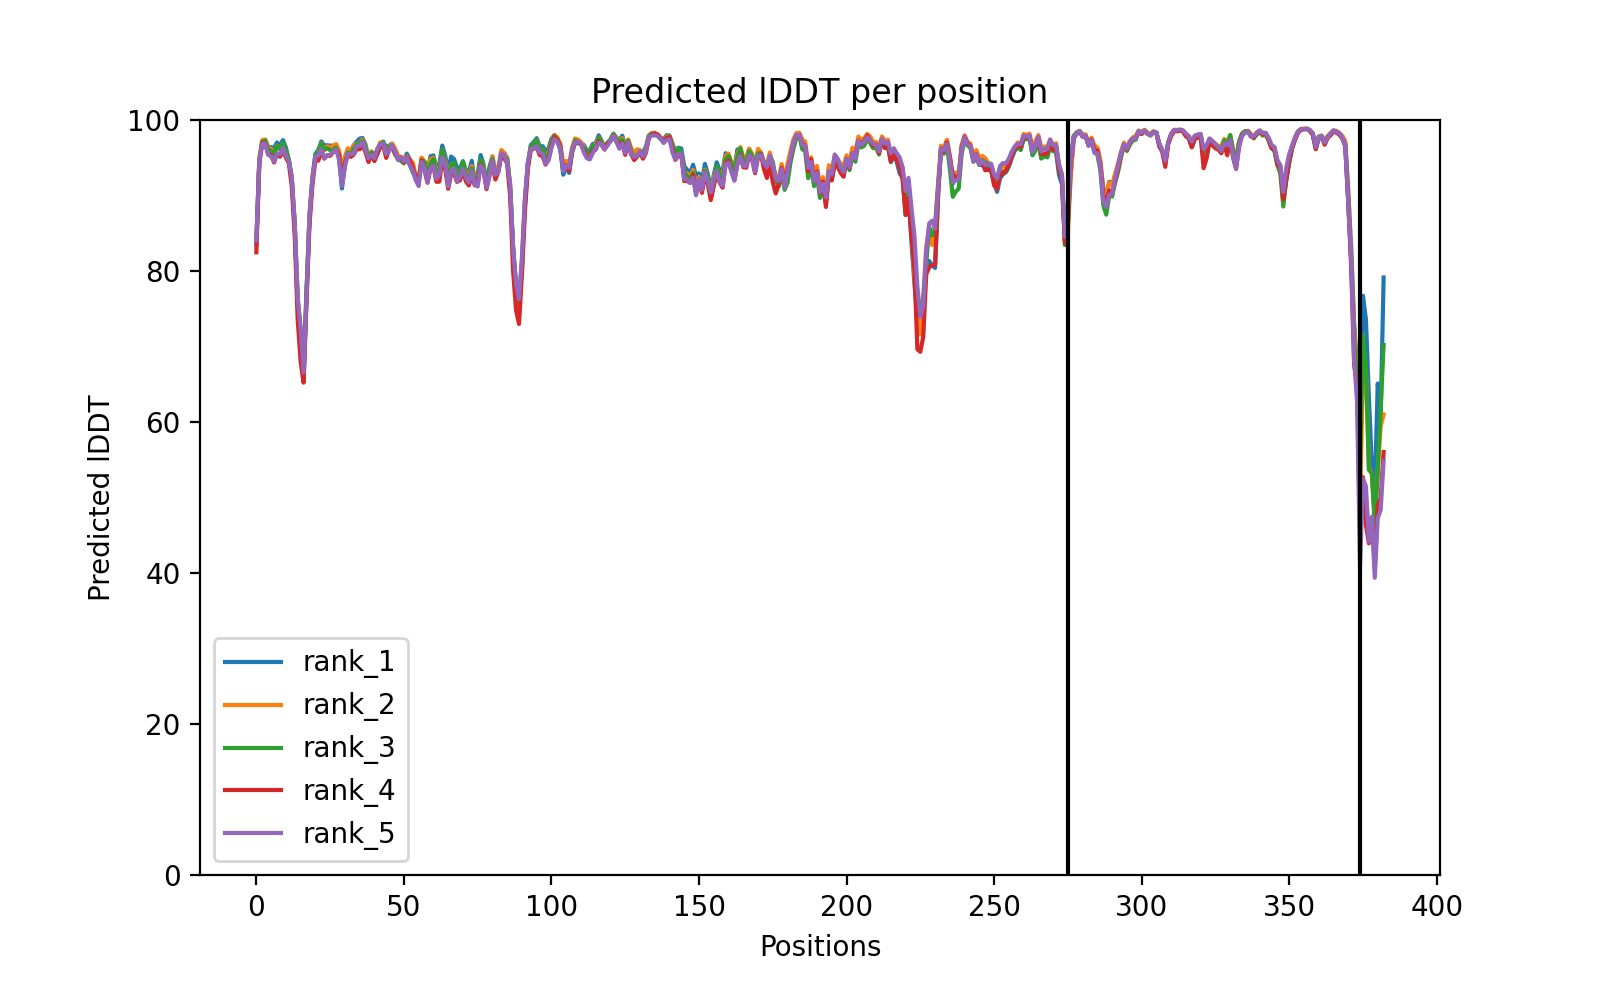 Predicted lDDT per position
100
80
60
40
20
0
Predicted lDDT
rank_1
rank_2
rank_3
rank_4
rank_5
0 50 100 150 200 250 300 350 400
Positions